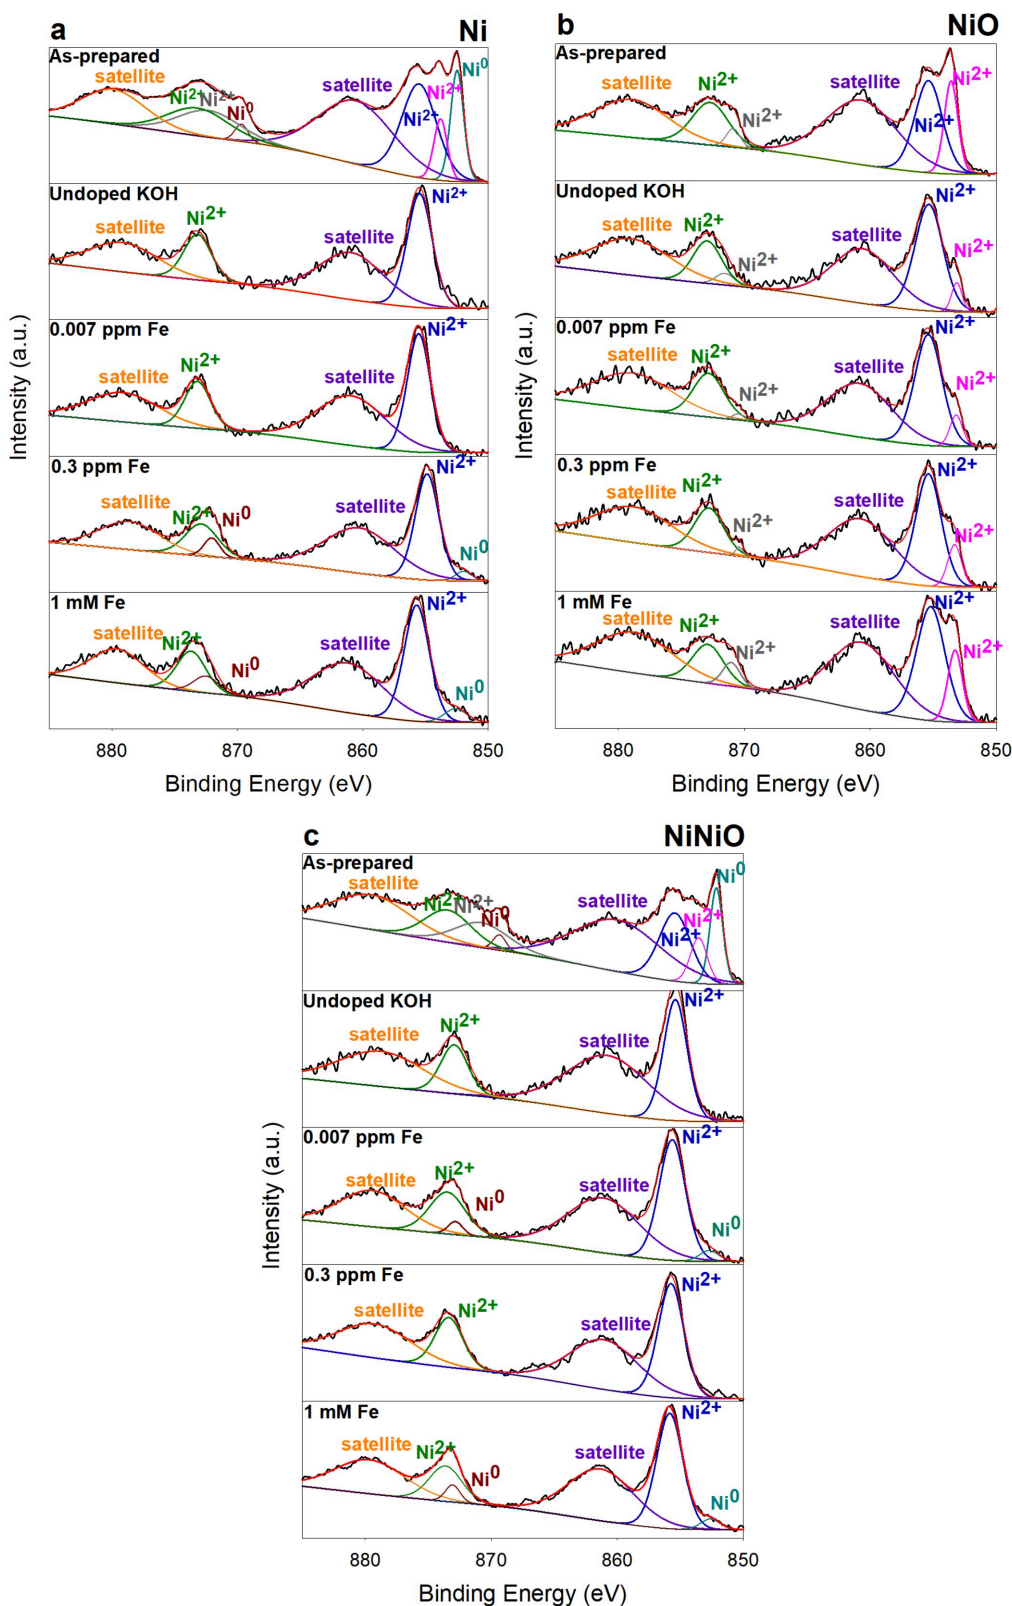 a
Ni
As-prepared
satellite
Ni2+
Ni2+
Ni0
satellite
Ni2+
Ni2+
Ni0
Undoped KOH
satellite
Ni2+
satellite
Ni2+
0.007 ppm Fe
satellite
Ni2+
satellite
Ni2+
0.3 ppm Fe
satellite
Ni2+
Ni0
satellite
Ni2+
Ni0
1 mM Fe
satellite
Ni2+
Ni0
satellite
Ni2+
Ni0
Intensity (a.u.)
880 870 860 850
Binding Energy (eV)
b
NiO
As-prepared
satellite
Ni2+
Ni2+
satellite
Ni2+
Ni2+
Undoped KOH
satellite
Ni2+
Ni2+
satellite
Ni2+
Ni2+
0.007 ppm Fe
satellite
Ni2+
Ni2+
satellite
Ni2+
Ni2+
0.3 ppm Fe
satellite
Ni2+
Ni2+
satellite
Ni2+
Ni2+
1 mM Fe
satellite
Ni2+
Ni2+
satellite
Ni2+
Ni2+
Intensity (a.u.)
880 870 860 850
Binding Energy (eV)
c
NiNiO
As-prepared
satellite
Ni2+
Ni2+
Ni0
satellite
Ni2+
Ni2+
Ni0
Undoped KOH
satellite
Ni2+
satellite
Ni2+
0.007 ppm Fe
satellite
Ni2+
Ni0
satellite
Ni2+
Ni0
0.3 ppm Fe
satellite
Ni2+
satellite
Ni2+
1 mM Fe
satellite
Ni2+
Ni0
satellite
Ni2+
Ni0
Intensity (a.u.)
880 870 860 850
Binding Energy (eV)